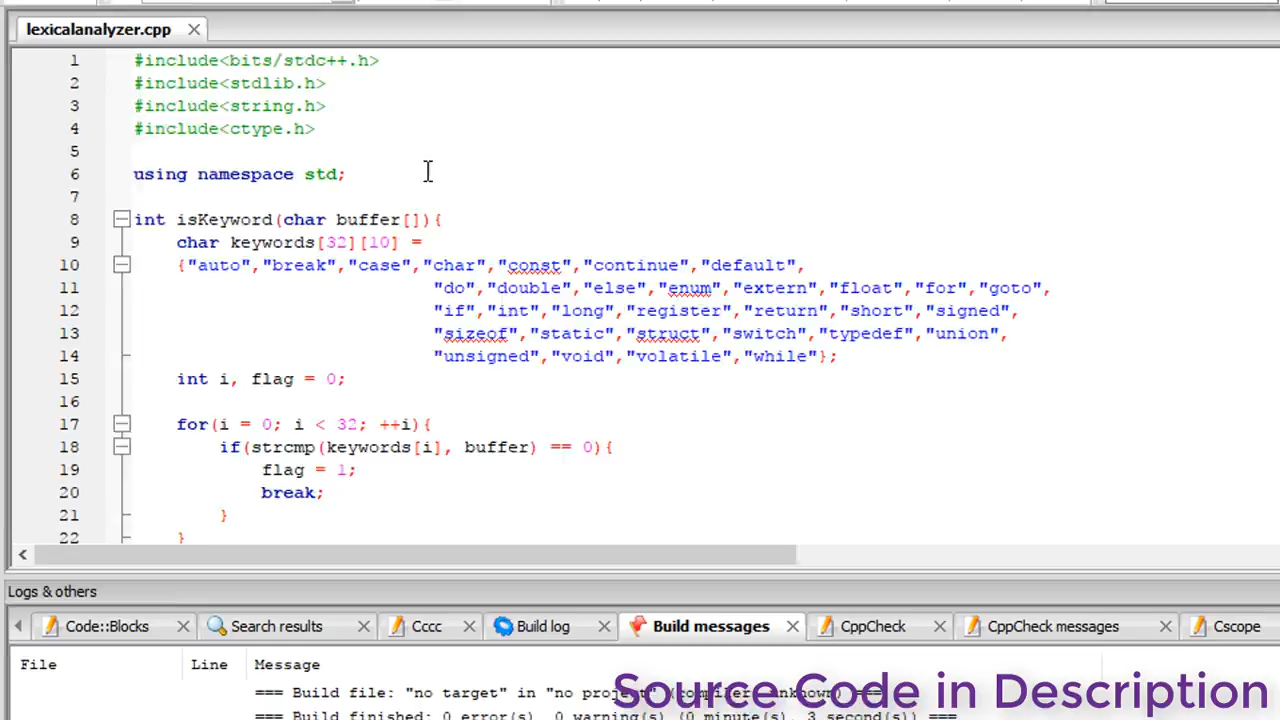 lexicalanalyzer.cpp
1 #include<bits/stdc++.h>
2 #include<stdlib.h>
3 #include<string.h>
4 #include<ctype.h>
5
6 using namespace std;
7
8 int isKeyword(char buffer[]){
9 char keywords[32][10] =
10 {"auto","break","case","char","const","continue","default",
11 "do","double","else","enum","extern","float","for","goto",
12 "if","int","long","register","return","short","signed",
13 "sizeof","static","struct","switch","typedef","union",
14 "unsigned","void","volatile","while"};
15 int i, flag = 0;
16
17 for(i = 0; i < 32; ++i){
18 if(strcmp(keywords[i], buffer) == 0){
19 flag = 1;
20 break;
21 }
22 }
Logs & others
Code::Blocks Search results Cccc Build log Build messages CppCheck CppCheck messages Cscope
File Line Message
=== Build file: "no target" in "no project" (compiler: unknown) ===
=== Build finished: 0 error(s), 0 warning(s) (0 minute(s), 3 second(s)) ===
Source Code in Description